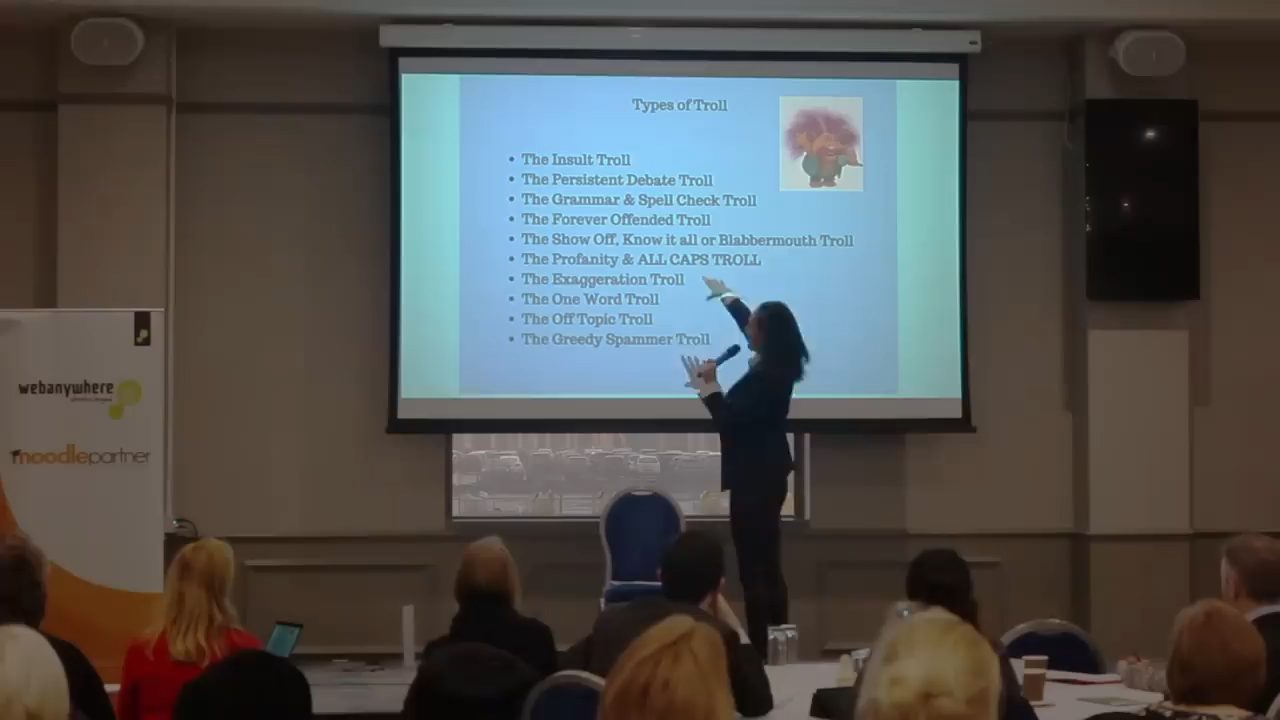 Types of Troll
• The Insult Troll
• The Persistent Debate Troll
• The Grammar & Spell Check Troll
• The Forever Offended Troll
• The Show Off, Know it all or Blabbermouth Troll
• The Profanity & ALL CAPS TROLL
• The Exaggeration Troll
• The One Word Troll
• The Off Topic Troll
• The Greedy Spammer Troll
webanywhere
moodlepartner